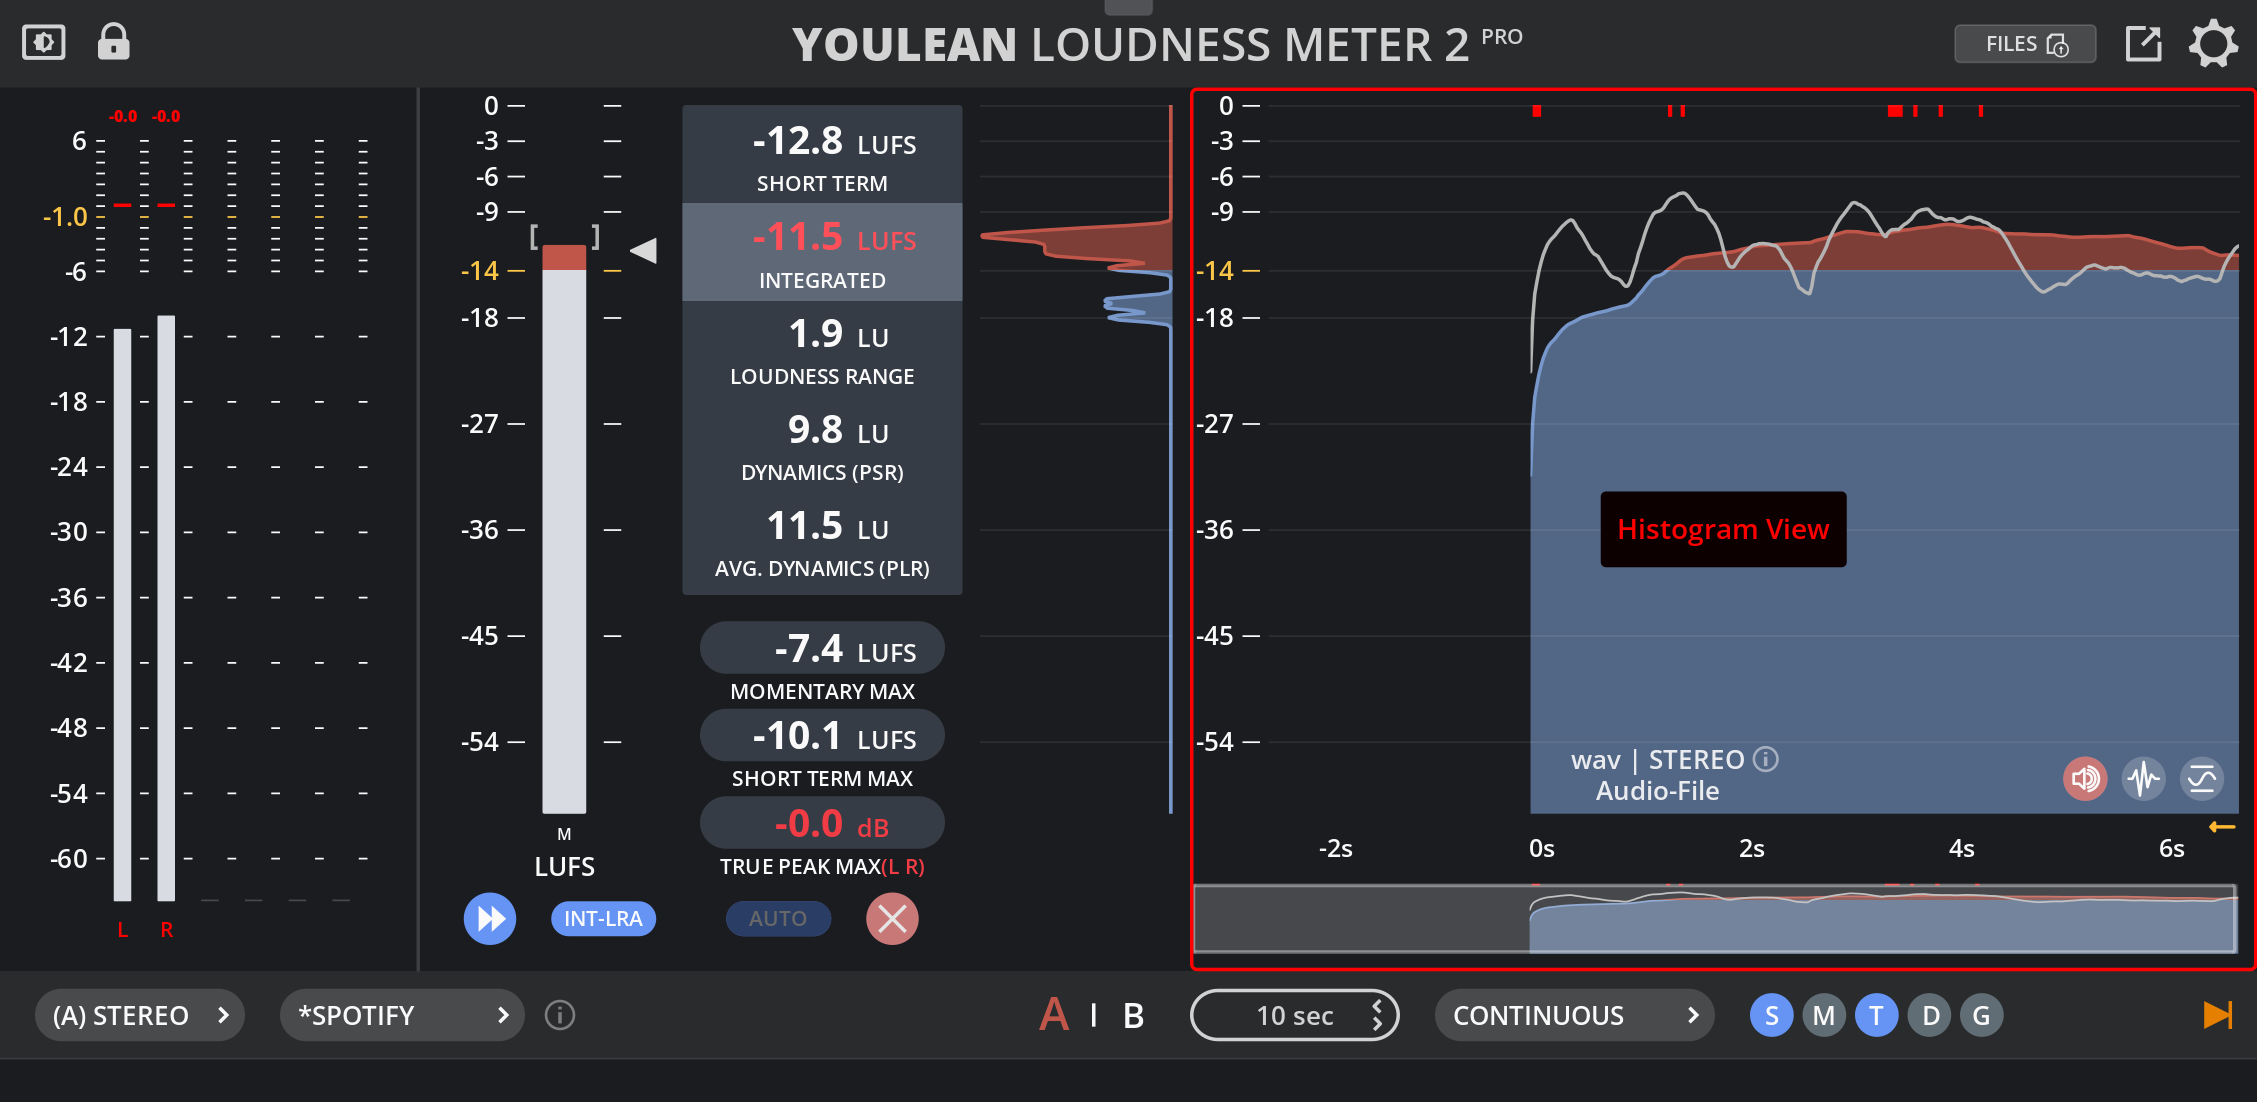 YOULEAN LOUDNESS METER 2 PRO
FILES
-0.0 -0.0
6
-1.0
-6
-12
-18
-24
-30
-36
-42
-48
-54
-60
L R
0
-3
-6
-9
-14
-18
-27
-36
-45
-54
[ ]
M
LUFS
INT-LRA
-12.8 LUFS
SHORT TERM
-11.5 LUFS
INTEGRATED
1.9 LU
LOUDNESS RANGE
9.8 LU
DYNAMICS (PSR)
11.5 LU
AVG. DYNAMICS (PLR)
-7.4 LUFS
MOMENTARY MAX
-10.1 LUFS
SHORT TERM MAX
-0.0 dB
TRUE PEAK MAX(L R)
AUTO
0
-3
-6
-9
-14
-18
-27
-36
-45
-54
Histogram View
wav | STEREO
Audio-File
-2s 0s 2s 4s 6s
(A) STEREO *SPOTIFY A | B 10 sec CONTINUOUS S M T D G